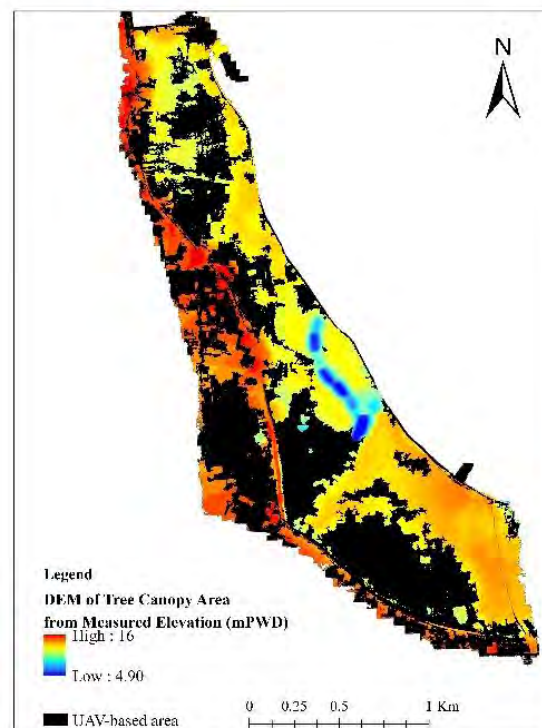 N
Legend
DEM of Tree Canopy Area
from Measured Elevation (mPWD)
High : 16
Low : 4.90
UAV-based area
0 0.25 0.5 1 Km